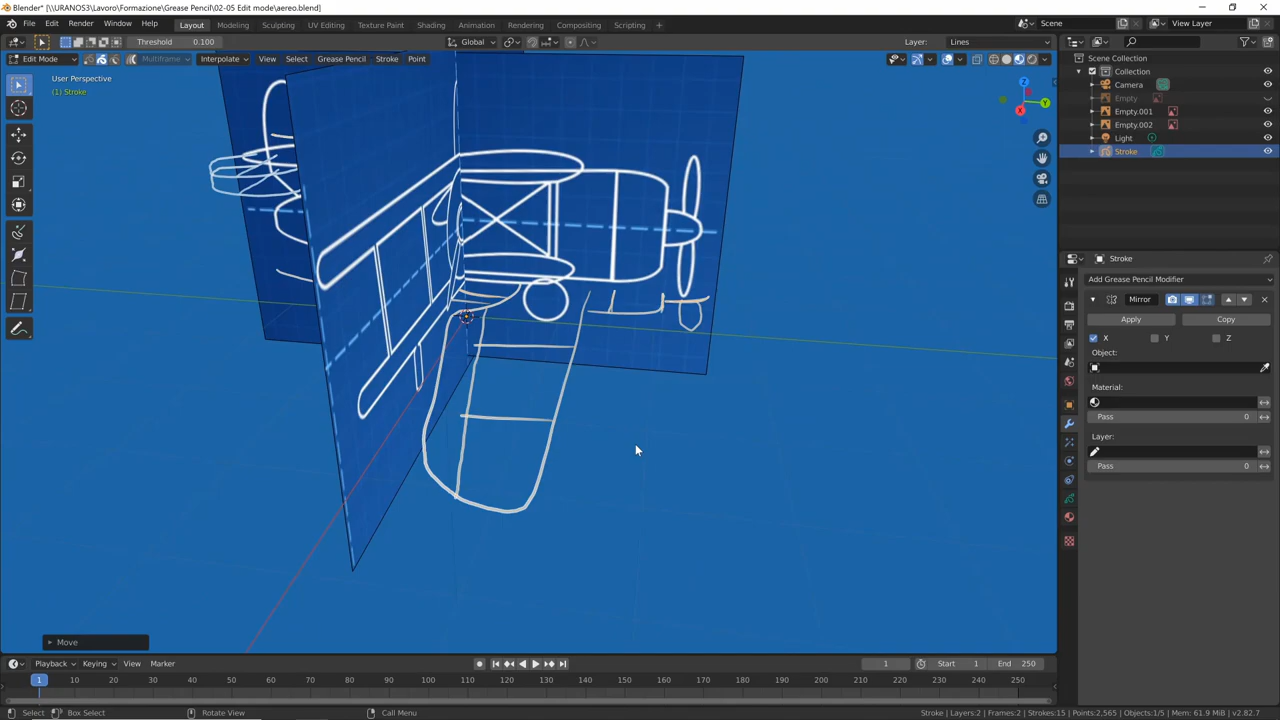 Blender* [\\URANOS3\Lavoro\Formazione\Grease Pencil\02-05 Edit mode\aereo.blend]
File Edit Render Window Help Layout Modeling Sculpting UV Editing Texture Paint Shading Animation Rendering Compositing Scripting Scene View Layer
Threshold 0.100 Global Layer: Lines
Edit Mode Multiframe Interpolate View Select Grease Pencil Stroke Point
User Perspective
(1) Stroke
Z
Y
X
Scene Collection
Collection
Camera
Empty
Empty.001
Empty.002
Light
Stroke
Stroke
Add Grease Pencil Modifier
Mirror
Apply Copy
X Y Z
Object:
Material:
Pass 0
Layer:
Pass 0
Move
Playback Keying View Marker 1 Start 1 End 250
1 10 20 30 40 50 60 70 80 90 100 110 120 130 140 150 160 170 180 190 200 210 220 230 240 250
Select Box Select Rotate View Call Menu Stroke | Layers:2 | Frames:2 | Strokes:15 | Points:2,565 | Objects:1/5 | Mem: 61.9 MiB | v2.82.7